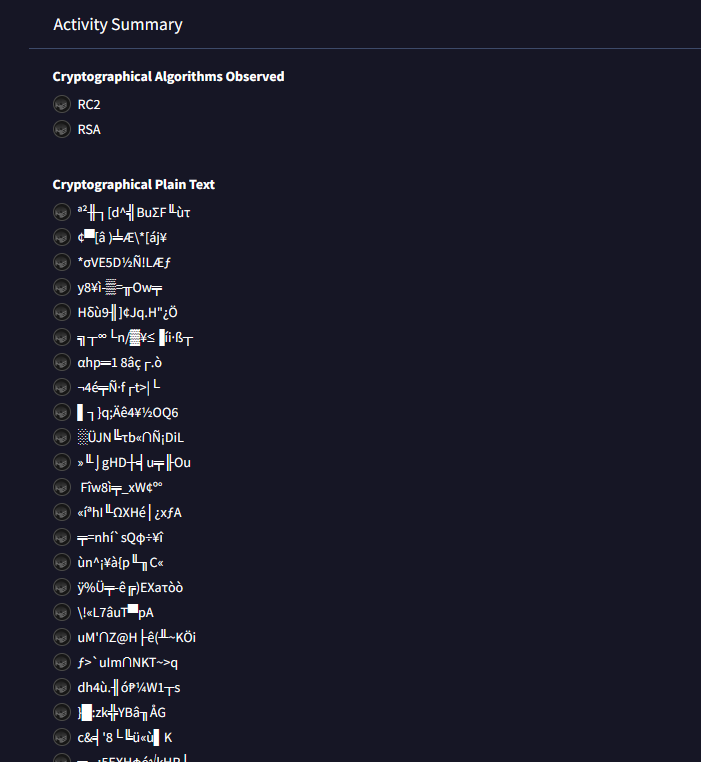 Activity Summary
Cryptographical Algorithms Observed
RC2
RSA
Cryptographical Plain Text
ª²╫┐[d^╣BuΣF╙ùτ
¢▀[â )╧Æ\*[áj¥
*σVE5D½Ñ!LÆƒ
y8¥ì-▒=╥Ow╤
Hδù9╢]¢Jq.H"¿Ö
╗┬∞└n/▓¥≤▐íi·ß┬
αhp═1 8âç┌.ò
¬4é╤Ñ·f┌t>|└
▌┐}q;Äê4¥½OQ6
░ÜJN╚τb«∩Ñ¡DiL
»╙⌡gHD┼╡u╤╟Ou
Fîw8ì╤_xW¢ºº
«íªhI╙ΩXHé│¿xƒA
╤=nhí`sQφ÷¥î
ùn^¡¥à{p╙╖C«
ÿ%Ü╤-ê╔)EXaτòò
\!«L7âuT▀pA
uM'∩Z@H├ê(╨~KÖi
ƒ>`uIm∩NKT~>q
dh4ù.╢ó₧¼W1┬s
}█:zk╬YBâ╖ÅG
c&╡'8└╚ü«ù▌K